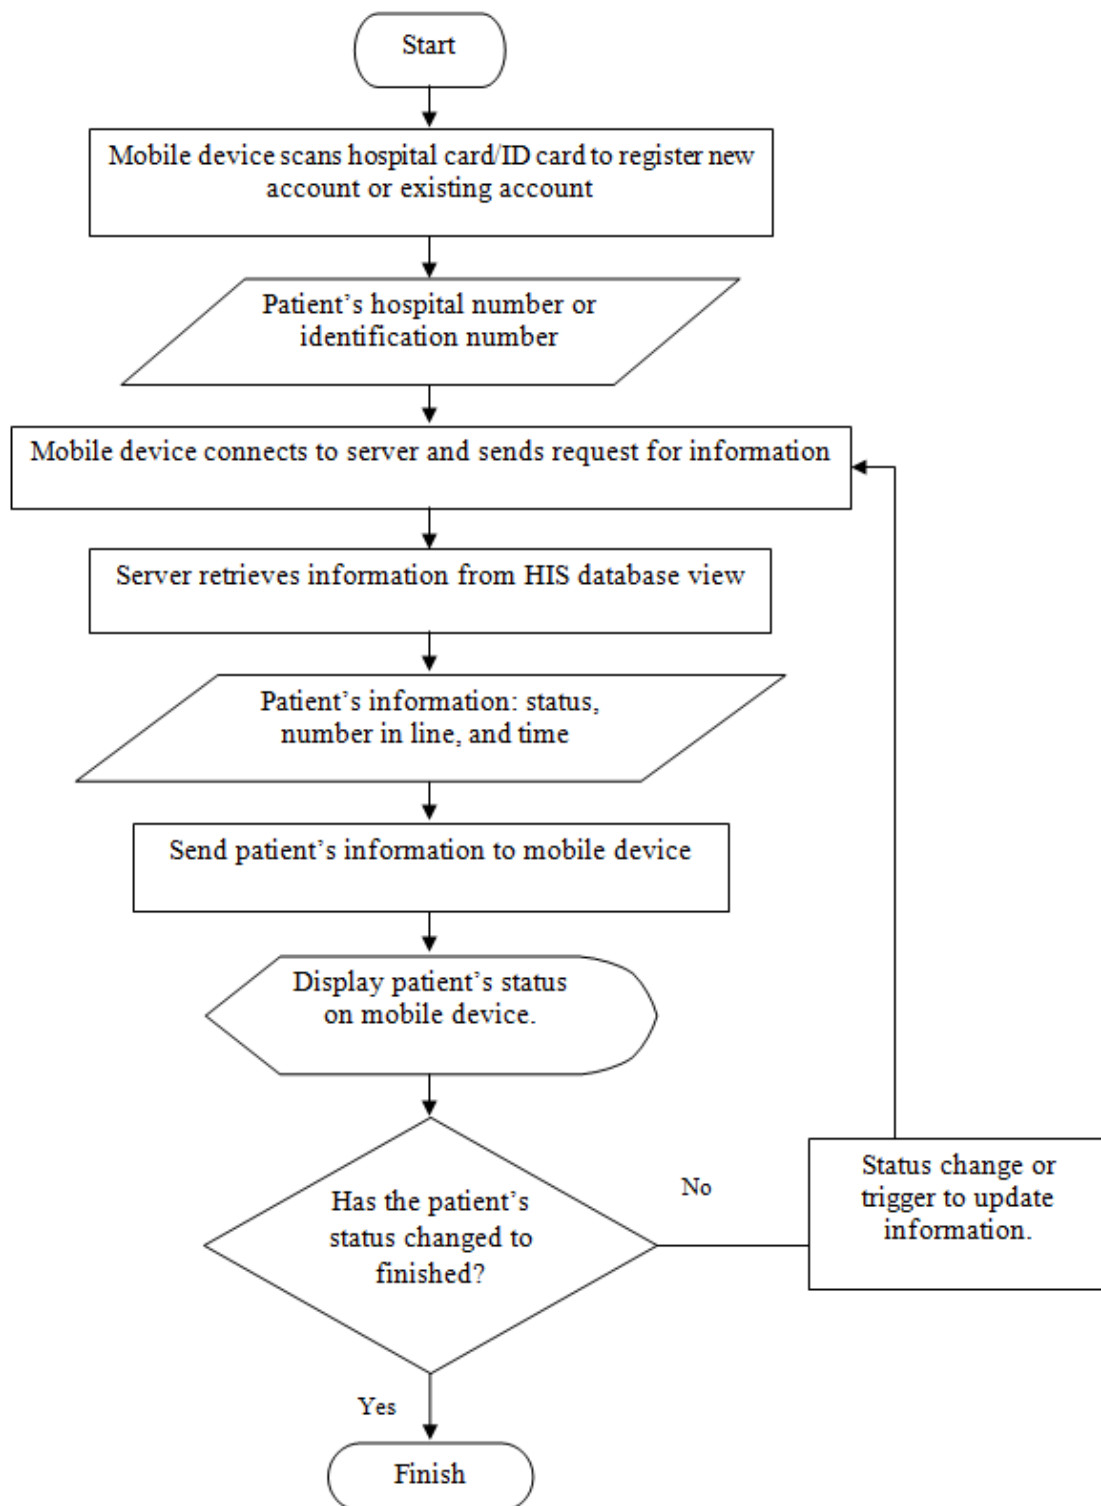 Start
Mobile device scans hospital card/ID card to register new
account or existing account
Patient’s hospital number or
identification number
Mobile device connects to server and sends request for information
Server retrieves information from HIS database view
Patient’s information: status,
number in line, and time
Send patient’s information to mobile device
Display patient’s status
on mobile device.
Has the patient’s
status changed to
finished?
No
Status change or
trigger to update
information.
Yes
Finish